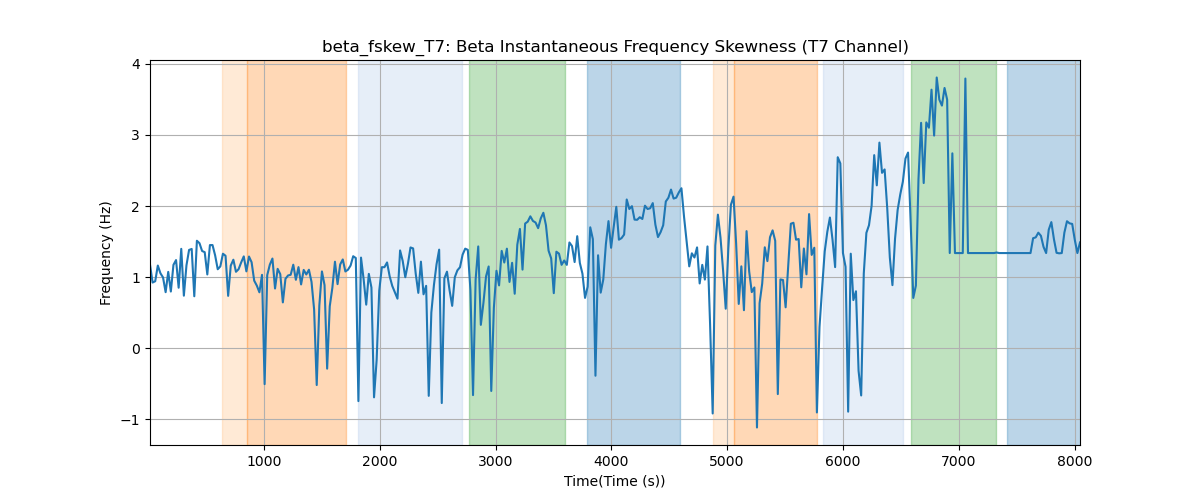 beta_fskew_T7: Beta Instantaneous Frequency Skewness (T7 Channel)
4
3
2
1
0
−1
Frequency (Hz)
1000 2000 3000 4000 5000 6000 7000 8000
Time(Time (s))